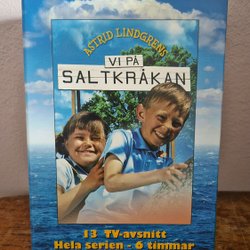 ASTRID LINDGRENS
VI PÅ
SALTKRÅKAN
13 TV-avsnitt
Hela serien - 6 timmar